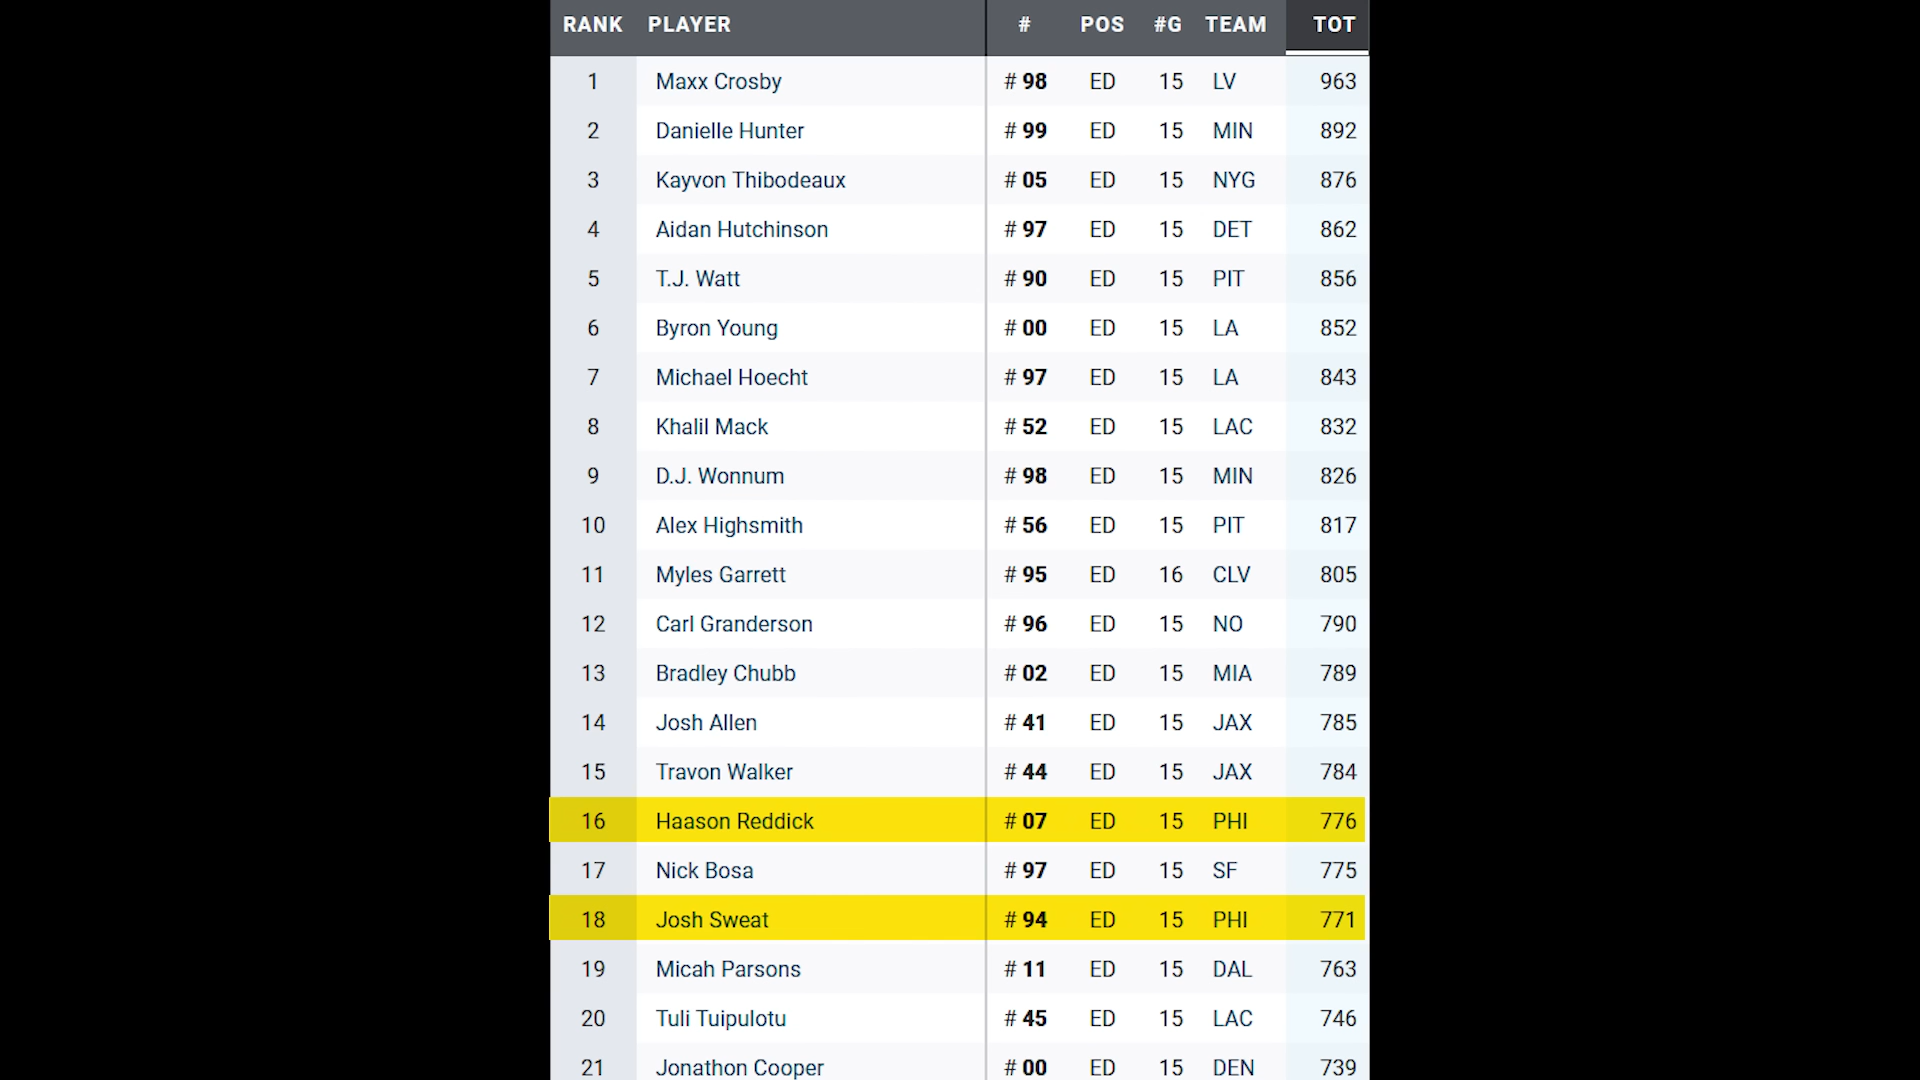 RANK PLAYER # POS #G TEAM TOT
1 Maxx Crosby # 98 ED 15 LV 963
2 Danielle Hunter # 99 ED 15 MIN 892
3 Kayvon Thibodeaux # 05 ED 15 NYG 876
4 Aidan Hutchinson # 97 ED 15 DET 862
5 T.J. Watt # 90 ED 15 PIT 856
6 Byron Young # 00 ED 15 LA 852
7 Michael Hoecht # 97 ED 15 LA 843
8 Khalil Mack # 52 ED 15 LAC 832
9 D.J. Wonnum # 98 ED 15 MIN 826
10 Alex Highsmith # 56 ED 15 PIT 817
11 Myles Garrett # 95 ED 16 CLV 805
12 Carl Granderson # 96 ED 15 NO 790
13 Bradley Chubb # 02 ED 15 MIA 789
14 Josh Allen # 41 ED 15 JAX 785
15 Travon Walker # 44 ED 15 JAX 784
16 Haason Reddick # 07 ED 15 PHI 776
17 Nick Bosa # 97 ED 15 SF 775
18 Josh Sweat # 94 ED 15 PHI 771
19 Micah Parsons # 11 ED 15 DAL 763
20 Tuli Tuipulotu # 45 ED 15 LAC 746
21 Jonathon Cooper # 00 ED 15 DEN 739